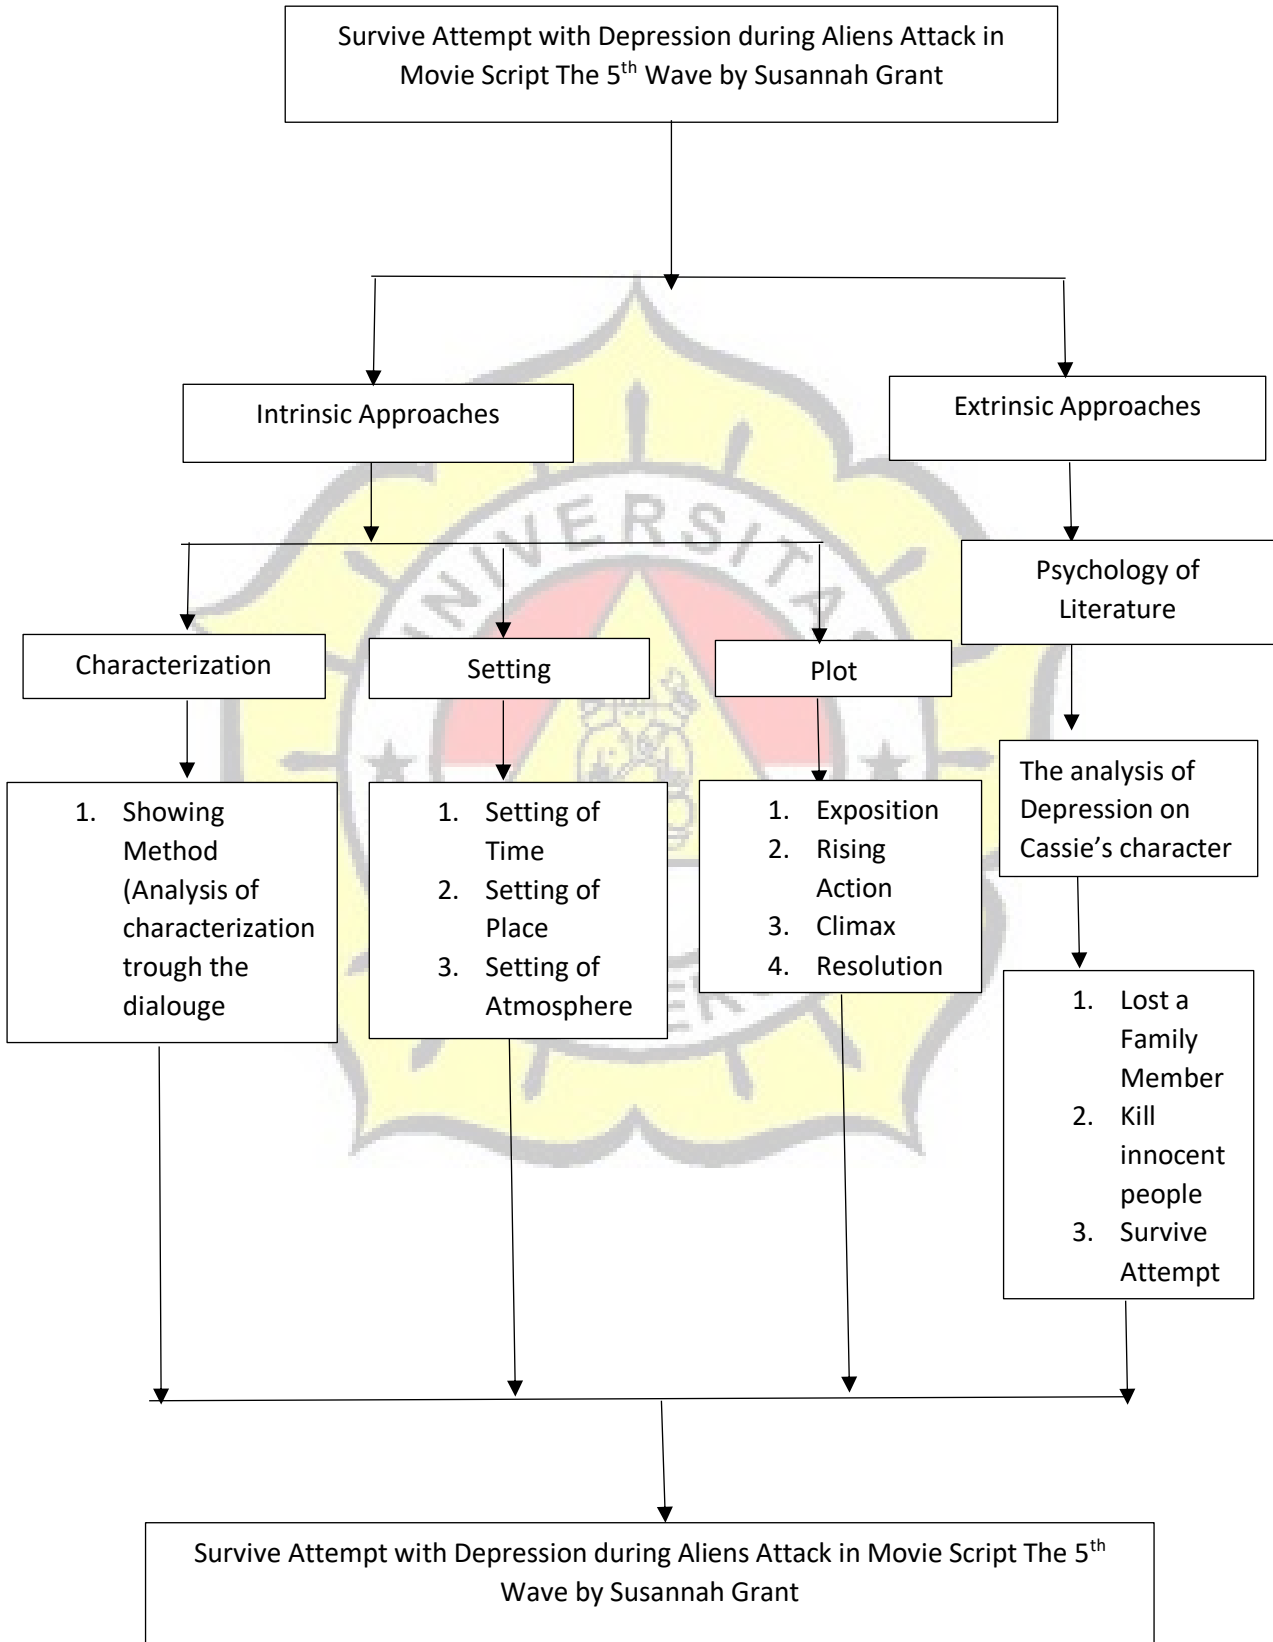 Survive Attempt with Depression during Aliens Attack in
Movie Script The 5th Wave by Susannah Grant
Intrinsic Approaches
Extrinsic Approaches
UNIVERSITAS
Psychology of
Literature
Characterization
Setting
Plot
1. Showing
Method
(Analysis of
characterization
trough the
dialouge
1. Setting of
Time
2. Setting of
Place
3. Setting of
Atmosphere
1. Exposition
2. Rising
Action
3. Climax
4. Resolution
The analysis of
Depression on
Cassie’s character
1. Lost a
Family
Member
2. Kill
innocent
people
3. Survive
Attempt
Survive Attempt with Depression during Aliens Attack in Movie Script The 5th
Wave by Susannah Grant